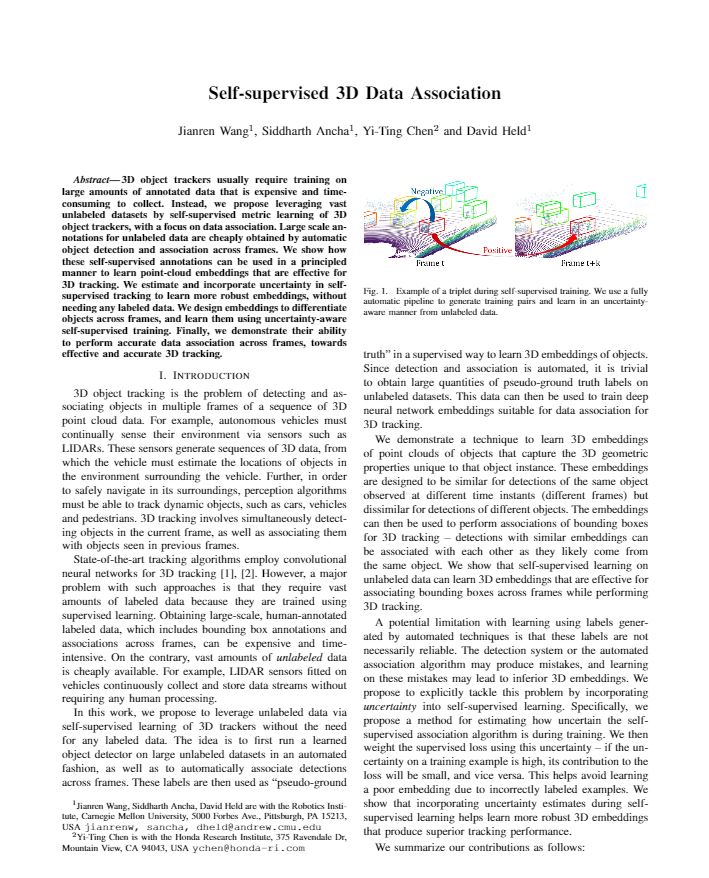 Self-supervised 3D Data Association
Jianren Wang1, Siddharth Ancha1, Yi-Ting Chen2 and David Held1
Abstract—3D object trackers usually require training on
large amounts of annotated data that is expensive and time-
consuming to collect. Instead, we propose leveraging vast
unlabeled datasets by self-supervised metric learning of 3D
object trackers, with a focus on data association. Large scale an-
notations for unlabeled data are cheaply obtained by automatic
object detection and association across frames. We show how
these self-supervised annotations can be used in a principled
manner to learn point-cloud embeddings that are effective for
3D tracking. We estimate and incorporate uncertainty in self-
supervised tracking to learn more robust embeddings, without
needing any labeled data. We design embeddings to differentiate
objects across frames, and learn them using uncertainty-aware
self-supervised training. Finally, we demonstrate their ability
to perform accurate data association across frames, towards
effective and accurate 3D tracking.
I. INTRODUCTION
3D object tracking is the problem of detecting and as-
sociating objects in multiple frames of a sequence of 3D
point cloud data. For example, autonomous vehicles must
continually sense their environment via sensors such as
LIDARs. These sensors generate sequences of 3D data, from
which the vehicle must estimate the locations of objects in
the environment surrounding the vehicle. Further, in order
to safely navigate in its surroundings, perception algorithms
must be able to track dynamic objects, such as cars, vehicles
and pedestrians. 3D tracking involves simultaneously detect-
ing objects in the current frame, as well as associating them
with objects seen in previous frames.
State-of-the-art tracking algorithms employ convolutional
neural networks for 3D tracking [1], [2]. However, a major
problem with such approaches is that they require vast
amounts of labeled data because they are trained using
supervised learning. Obtaining large-scale, human-annotated
labeled data, which includes bounding box annotations and
associations across frames, can be expensive and time-
intensive. On the contrary, vast amounts of unlabeled data
is cheaply available. For example, LIDAR sensors fitted on
vehicles continuously collect and store data streams without
requiring any human processing.
In this work, we propose to leverage unlabeled data via
self-supervised learning of 3D trackers without the need
for any labeled data. The idea is to first run a learned
object detector on large unlabeled datasets in an automated
fashion, as well as to automatically associate detections
across frames. These labels are then used as “pseudo-ground
1Jianren Wang, Siddharth Ancha, David Held are with the Robotics Insti-
tute, Carnegie Mellon University, 5000 Forbes Ave., Pittsburgh, PA 15213,
USA jianrenw, sancha, dheld@andrew.cmu.edu
2Yi-Ting Chen is with the Honda Research Institute, 375 Ravendale Dr,
Mountain View, CA 94043, USA ychen@honda-ri.com
Negative
Positive
Frame t
Frame t+k
Fig. 1. Example of a triplet during self-supervised training. We use a fully
automatic pipeline to generate training pairs and learn in an uncertainty-
aware manner from unlabeled data.
truth” in a supervised way to learn 3D embeddings of objects.
Since detection and association is automated, it is trivial
to obtain large quantities of pseudo-ground truth labels on
unlabeled datasets. This data can then be used to train deep
neural network embeddings suitable for data association for
3D tracking.
We demonstrate a technique to learn 3D embeddings
of point clouds of objects that capture the 3D geometric
properties unique to that object instance. These embeddings
are designed to be similar for detections of the same object
observed at different time instants (different frames) but
dissimilar for detections of different objects. The embeddings
can then be used to perform associations of bounding boxes
for 3D tracking – detections with similar embeddings can
be associated with each other as they likely come from
the same object. We show that self-supervised learning on
unlabeled data can learn 3D embeddings that are effective for
associating bounding boxes across frames while performing
3D tracking.
A potential limitation with learning using labels gener-
ated by automated techniques is that these labels are not
necessarily reliable. The detection system or the automated
association algorithm may produce mistakes, and learning
on these mistakes may lead to inferior 3D embeddings. We
propose to explicitly tackle this problem by incorporating
uncertainty into self-supervised learning. Specifically, we
propose a method for estimating how uncertain the self-
supervised association algorithm is during training. We then
weight the supervised loss using this uncertainty – if the un-
certainty on a training example is high, its contribution to the
loss will be small, and vice versa. This helps avoid learning
a poor embedding due to incorrectly labeled examples. We
show that incorporating uncertainty estimates during self-
supervised learning helps learn more robust 3D embeddings
that produce superior tracking performance.
We summarize our contributions as follows: